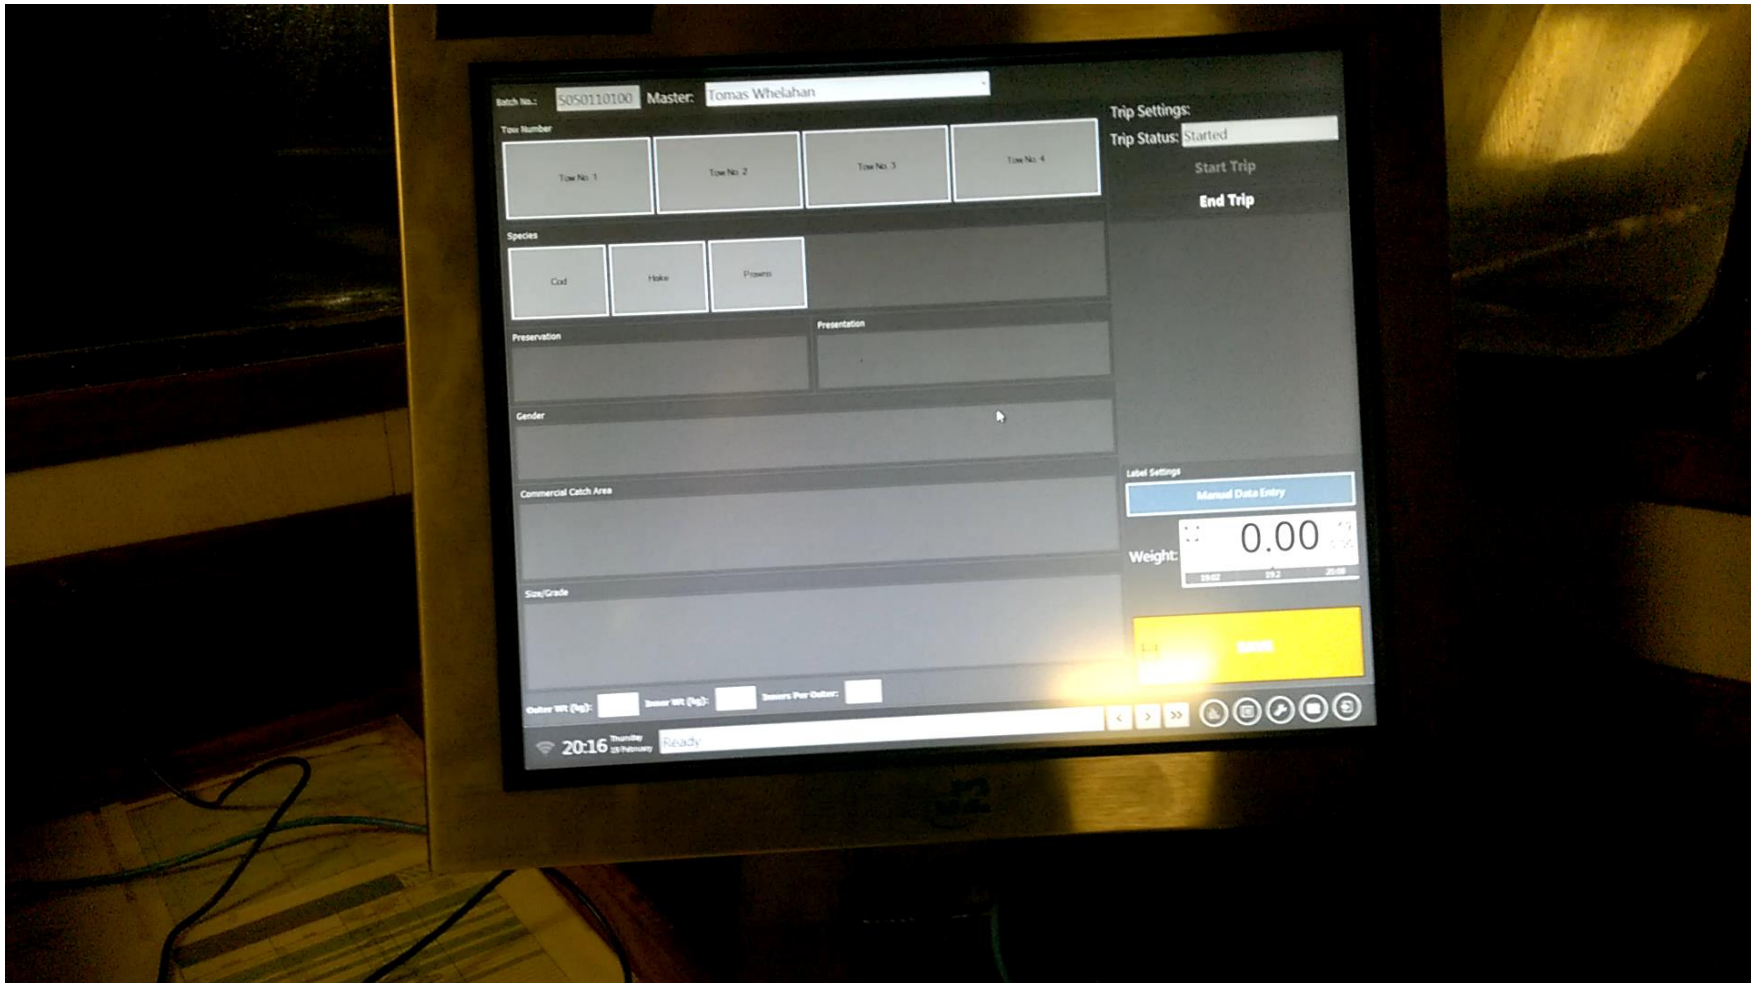 Batch No.: 5050110100 Master: Tomas Whelahan
Tow Number
Tow No. 1 Tow No. 2 Tow No. 3 Tow No. 4
Species
Cod Hake Prawns
Preservation Presentation
Gender
Commercial Catch Area
Size/Grade
Outer Wt (kg): Inner Wt (kg): Inners Per Outer:
20:16 Thursday
February
Ready
< > >>
Trip Settings:
Trip Status: Started
Start Trip
End Trip
Label Settings
Manual Data Entry
Weight: 0.00
19.2